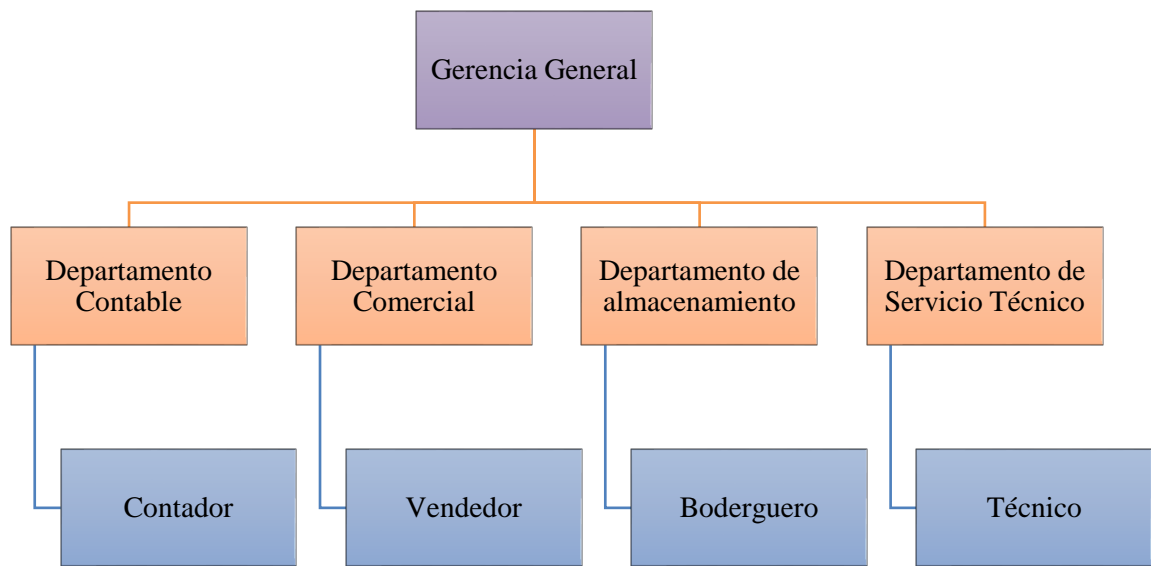 Gerencia General
Departamento
Contable
Departamento
Comercial
Departamento de
almacenamiento
Departamento de
Servicio Técnico
Contador
Vendedor
Boderguero
Técnico